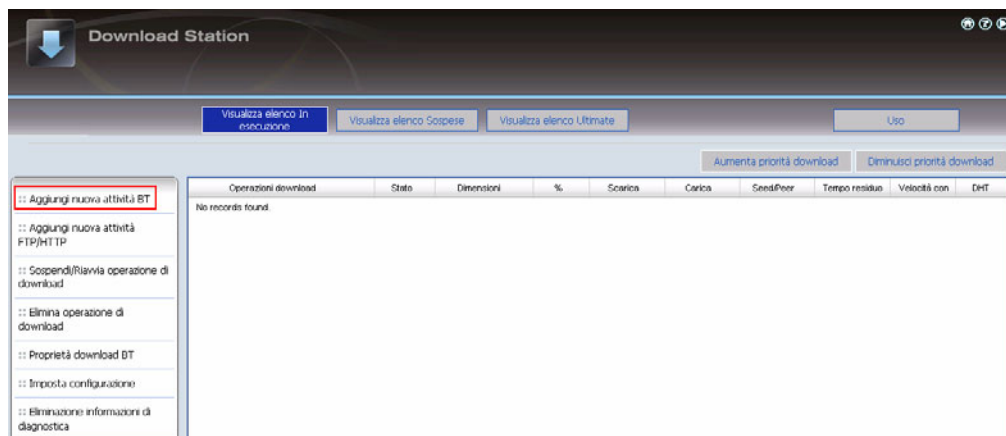 Download Station
Visualizza elenco In
esecuzione
Visualizza elenco Sospese
Visualizza elenco Ultimate
Uso
Aumenta priorità download
Diminuisci priorità download
:: Aggiungi nuova attività BT
:: Aggiungi nuova attività
FTP/HTTP
:: Sospendi/Riavvia operazione di
download
:: Elimina operazione di
download
:: Proprietà download BT
:: Imposta configurazione
:: Eliminazione informazioni di
diagnostica
Operazioni download Stato Dimensioni % Scarica Carica Seed/Peer Tempo residuo Velocità con DHT
No records found.